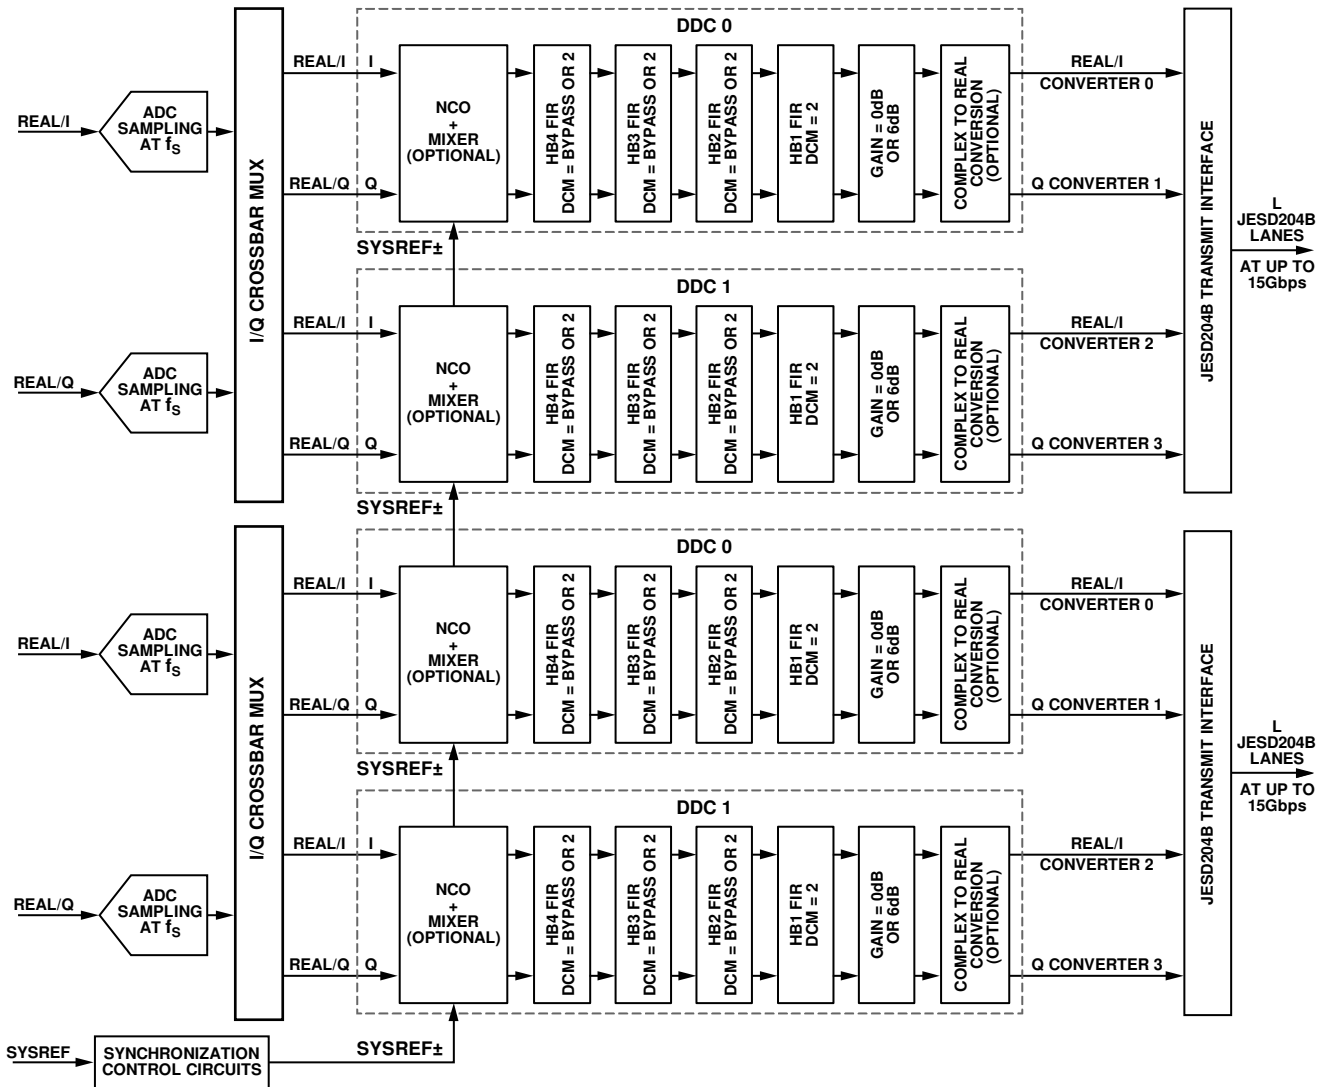 DDC 0
REAL/I
ADC
SAMPLING
AT fS
I/Q CROSSBAR MUX
REAL/I I
REAL/Q Q
NCO
+
MIXER
(OPTIONAL)
HB4 FIR
DCM = BYPASS OR 2
HB3 FIR
DCM = BYPASS OR 2
HB2 FIR
DCM = BYPASS OR 2
HB1 FIR
DCM = 2
GAIN = 0dB
OR 6dB
COMPLEX TO REAL
CONVERSION
(OPTIONAL)
REAL/I
CONVERTER 0
Q CONVERTER 1
JESD204B TRANSMIT INTERFACE
L
JESD204B
LANES
AT UP TO
15Gbps
SYSREF±
DDC 1
REAL/Q
ADC
SAMPLING
AT fS
REAL/I I
REAL/Q Q
NCO
+
MIXER
(OPTIONAL)
HB4 FIR
DCM = BYPASS OR 2
HB3 FIR
DCM = BYPASS OR 2
HB2 FIR
DCM = BYPASS OR 2
HB1 FIR
DCM = 2
GAIN = 0dB
OR 6dB
COMPLEX TO REAL
CONVERSION
(OPTIONAL)
REAL/I
CONVERTER 2
Q CONVERTER 3
SYSREF±
DDC 0
REAL/I
ADC
SAMPLING
AT fS
I/Q CROSSBAR MUX
REAL/I I
REAL/Q Q
NCO
+
MIXER
(OPTIONAL)
HB4 FIR
DCM = BYPASS OR 2
HB3 FIR
DCM = BYPASS OR 2
HB2 FIR
DCM = BYPASS OR 2
HB1 FIR
DCM = 2
GAIN = 0dB
OR 6dB
COMPLEX TO REAL
CONVERSION
(OPTIONAL)
REAL/I
CONVERTER 0
Q CONVERTER 1
JESD204B TRANSMIT INTERFACE
L
JESD204B
LANES
AT UP TO
15Gbps
SYSREF±
DDC 1
REAL/Q
ADC
SAMPLING
AT fS
REAL/I I
REAL/Q Q
NCO
+
MIXER
(OPTIONAL)
HB4 FIR
DCM = BYPASS OR 2
HB3 FIR
DCM = BYPASS OR 2
HB2 FIR
DCM = BYPASS OR 2
HB1 FIR
DCM = 2
GAIN = 0dB
OR 6dB
COMPLEX TO REAL
CONVERSION
(OPTIONAL)
REAL/I
CONVERTER 2
Q CONVERTER 3
SYSREF
SYNCHRONIZATION
CONTROL CIRCUITS
SYSREF±